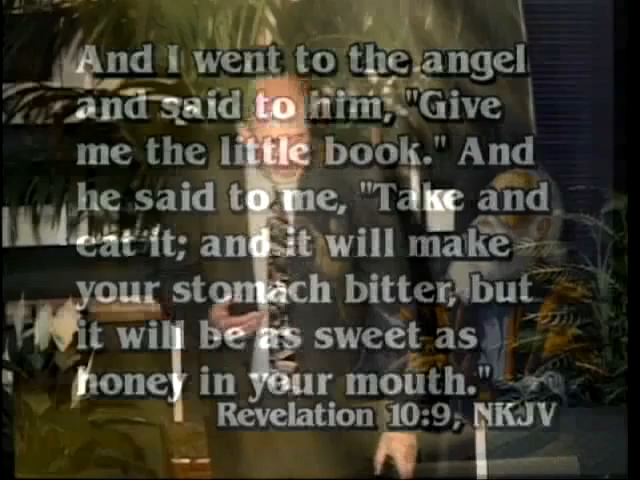 And I went to the angel
and said to him, "Give
me the little book." And
he said to me, "Take and
eat it; and it will make
your stomach bitter, but
it will be as sweet as
honey in your mouth."
Revelation 10:9, NKJV